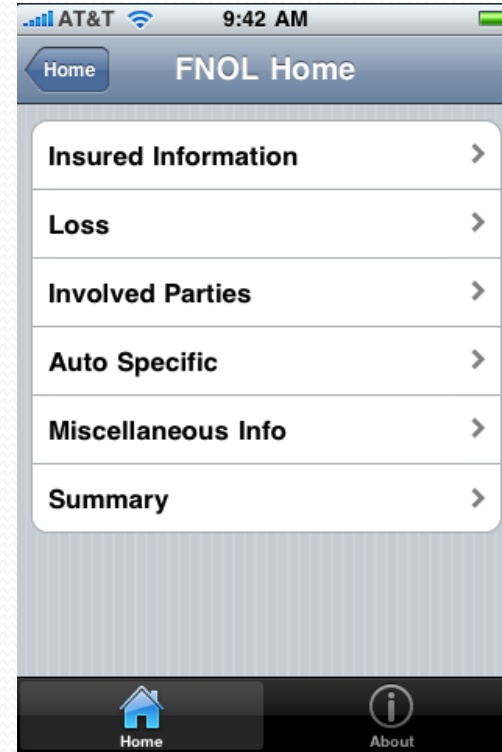 AT&T 9:42 AM
Home FNOL Home
Insured Information
Loss
Involved Parties
Auto Specific
Miscellaneous Info
Summary
Home About